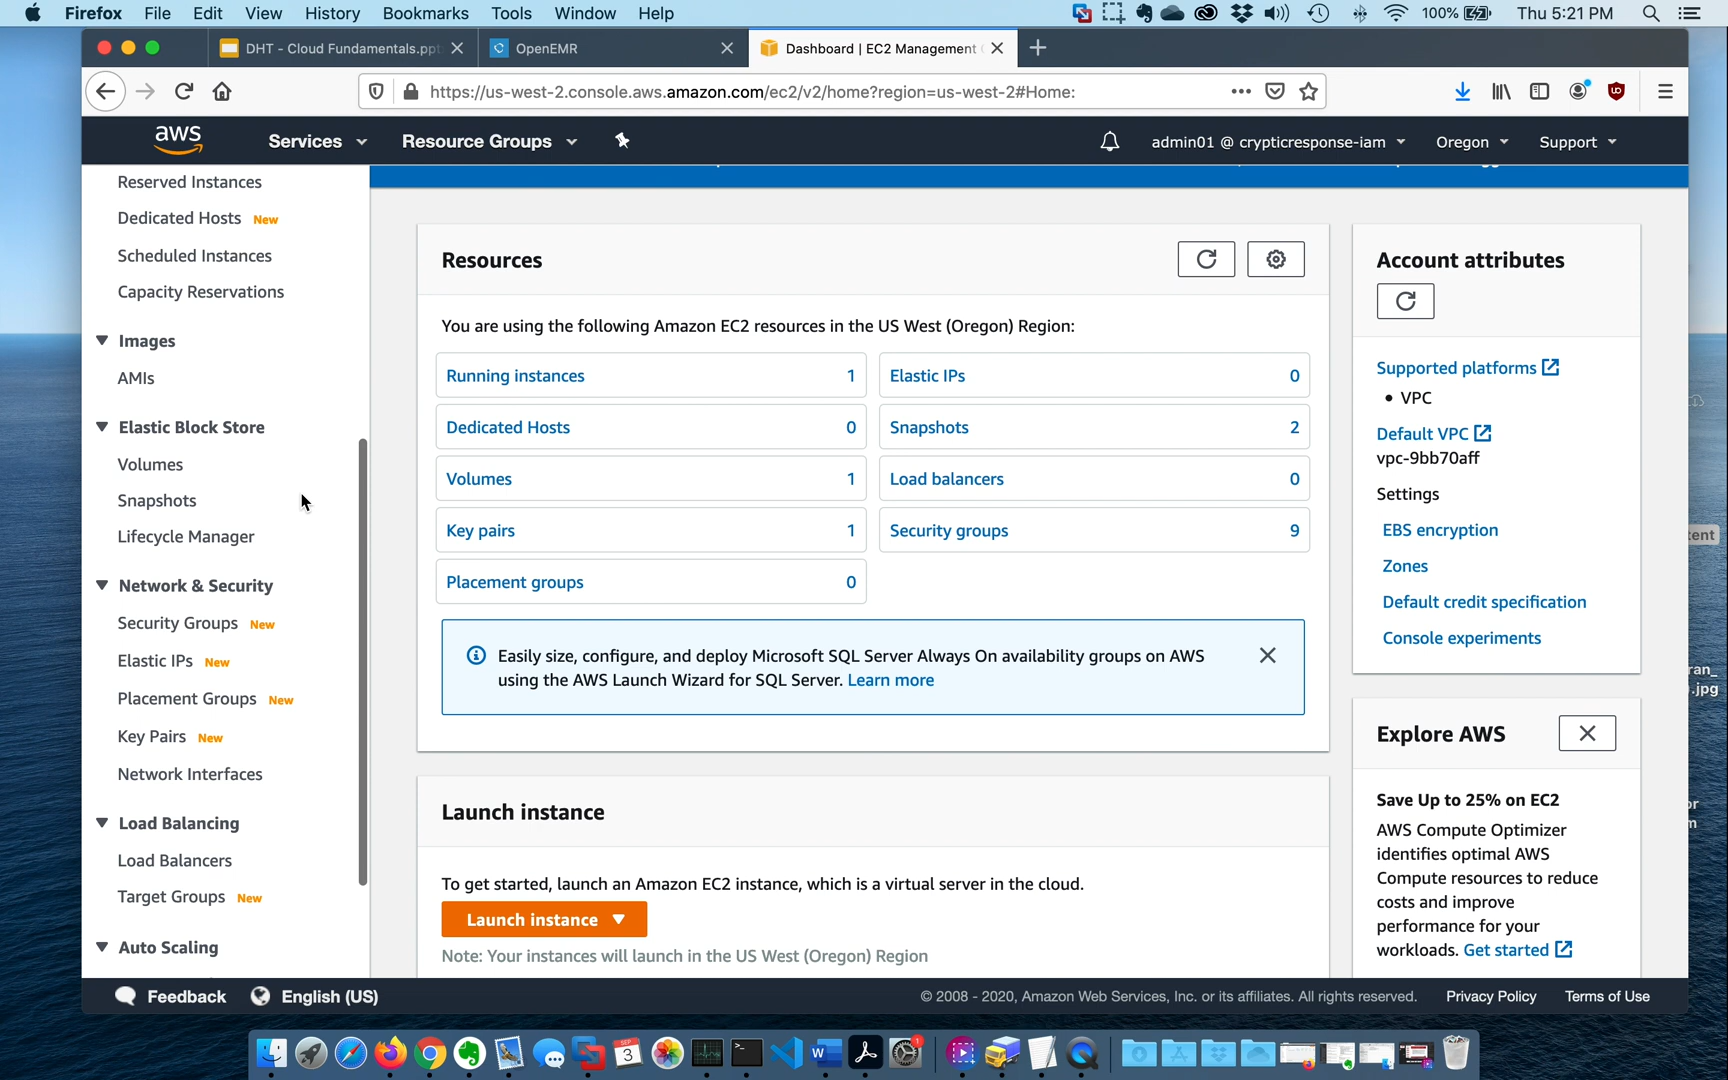 Firefox File Edit View History Bookmarks Tools Window Help 100% Thu 5:21 PM
DHT - Cloud Fundamentals.ppt
OpenEMR
Dashboard | EC2 Management
https://us-west-2.console.aws.amazon.com/ec2/v2/home?region=us-west-2#Home:
aws Services Resource Groups admin01 @ crypticresponse-iam Oregon Support
Reserved Instances
Dedicated Hosts New
Scheduled Instances
Capacity Reservations
Images
AMIs
Elastic Block Store
Volumes
Snapshots
Lifecycle Manager
Network & Security
Security Groups New
Elastic IPs New
Placement Groups New
Key Pairs New
Network Interfaces
Load Balancing
Load Balancers
Target Groups New
Auto Scaling
Resources
You are using the following Amazon EC2 resources in the US West (Oregon) Region:
Running instances 1
Elastic IPs 0
Dedicated Hosts 0
Snapshots 2
Volumes 1
Load balancers 0
Key pairs 1
Security groups 9
Placement groups 0
Easily size, configure, and deploy Microsoft SQL Server Always On availability groups on AWS
using the AWS Launch Wizard for SQL Server. Learn more
Launch instance
To get started, launch an Amazon EC2 instance, which is a virtual server in the cloud.
Launch instance
Note: Your instances will launch in the US West (Oregon) Region
Account attributes
Supported platforms
• VPC
Default VPC
vpc-9bb70aff
Settings
EBS encryption
Zones
Default credit specification
Console experiments
Explore AWS
Save Up to 25% on EC2
AWS Compute Optimizer
identifies optimal AWS
Compute resources to reduce
costs and improve
performance for your
workloads. Get started
tent
ran_
.jpg
Feedback English (US) © 2008 - 2020, Amazon Web Services, Inc. or its affiliates. All rights reserved. Privacy Policy Terms of Use
SEP
3
1